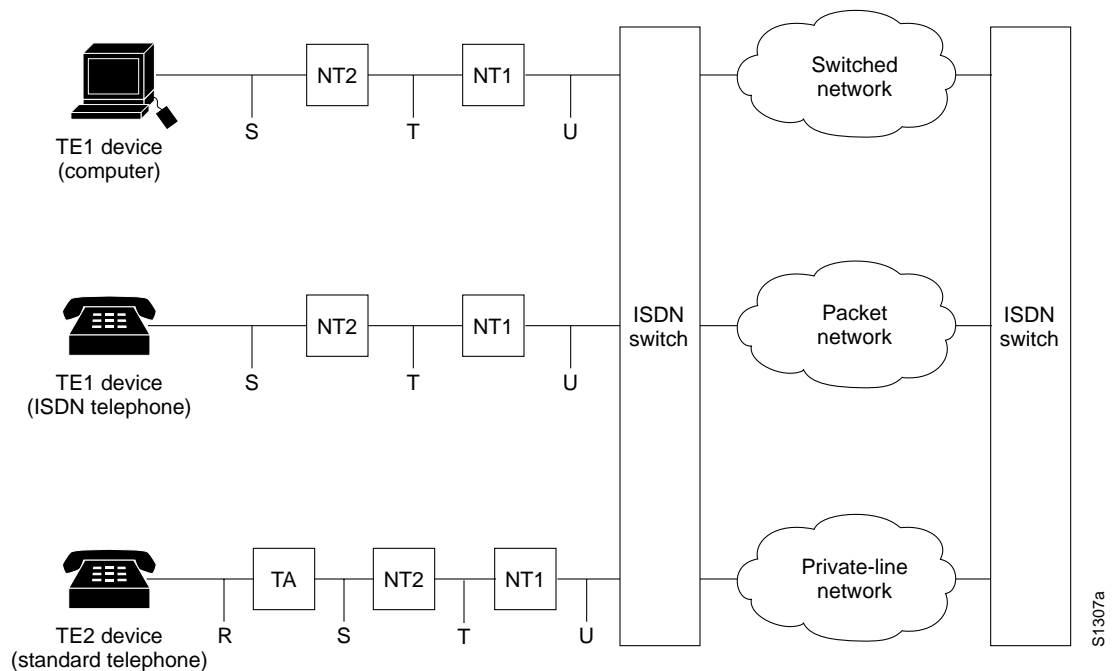 NT2
NT1
S
T
U
TE1 device
(computer)
Switched
network
NT2
NT1
S
T
U
TE1 device
(ISDN telephone)
ISDN
switch
Packet
network
ISDN
switch
TA
NT2
NT1
R
S
T
U
TE2 device
(standard telephone)
Private-line
network
S1307a